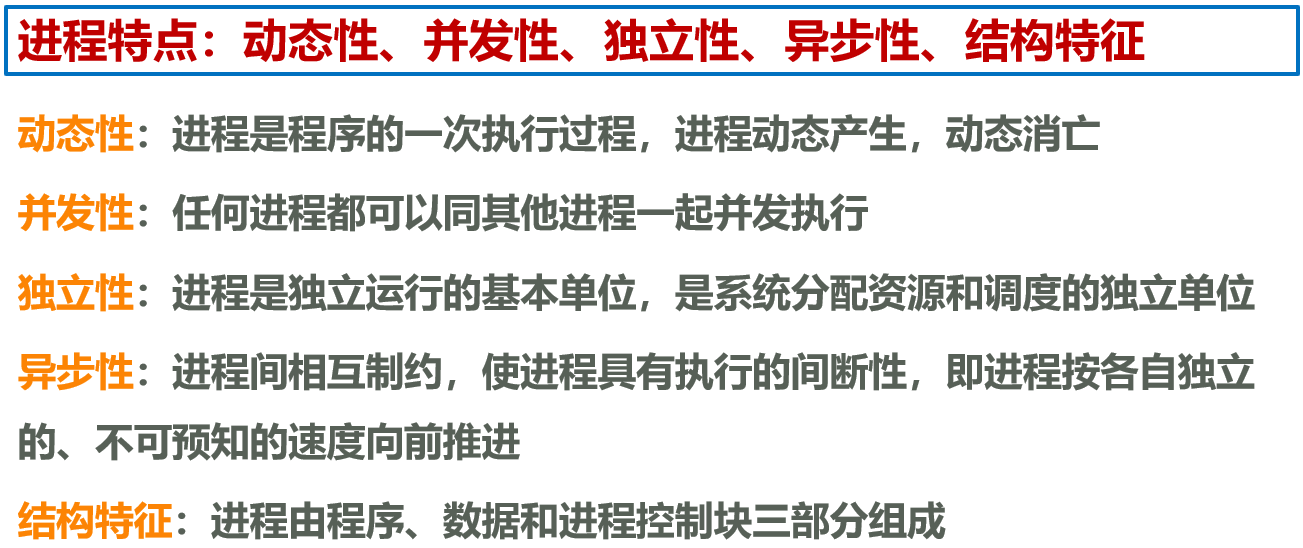 进程特点：动态性、并发性、独立性、异步性、结构特征
动态性：进程是程序的一次执行过程，进程动态产生，动态消亡
并发性：任何进程都可以同其他进程一起并发执行
独立性：进程是独立运行的基本单位，是系统分配资源和调度的独立单位
异步性：进程间相互制约，使进程具有执行的间断性，即进程按各自独立
的、不可预知的速度向前推进
结构特征：进程由程序、数据和进程控制块三部分组成